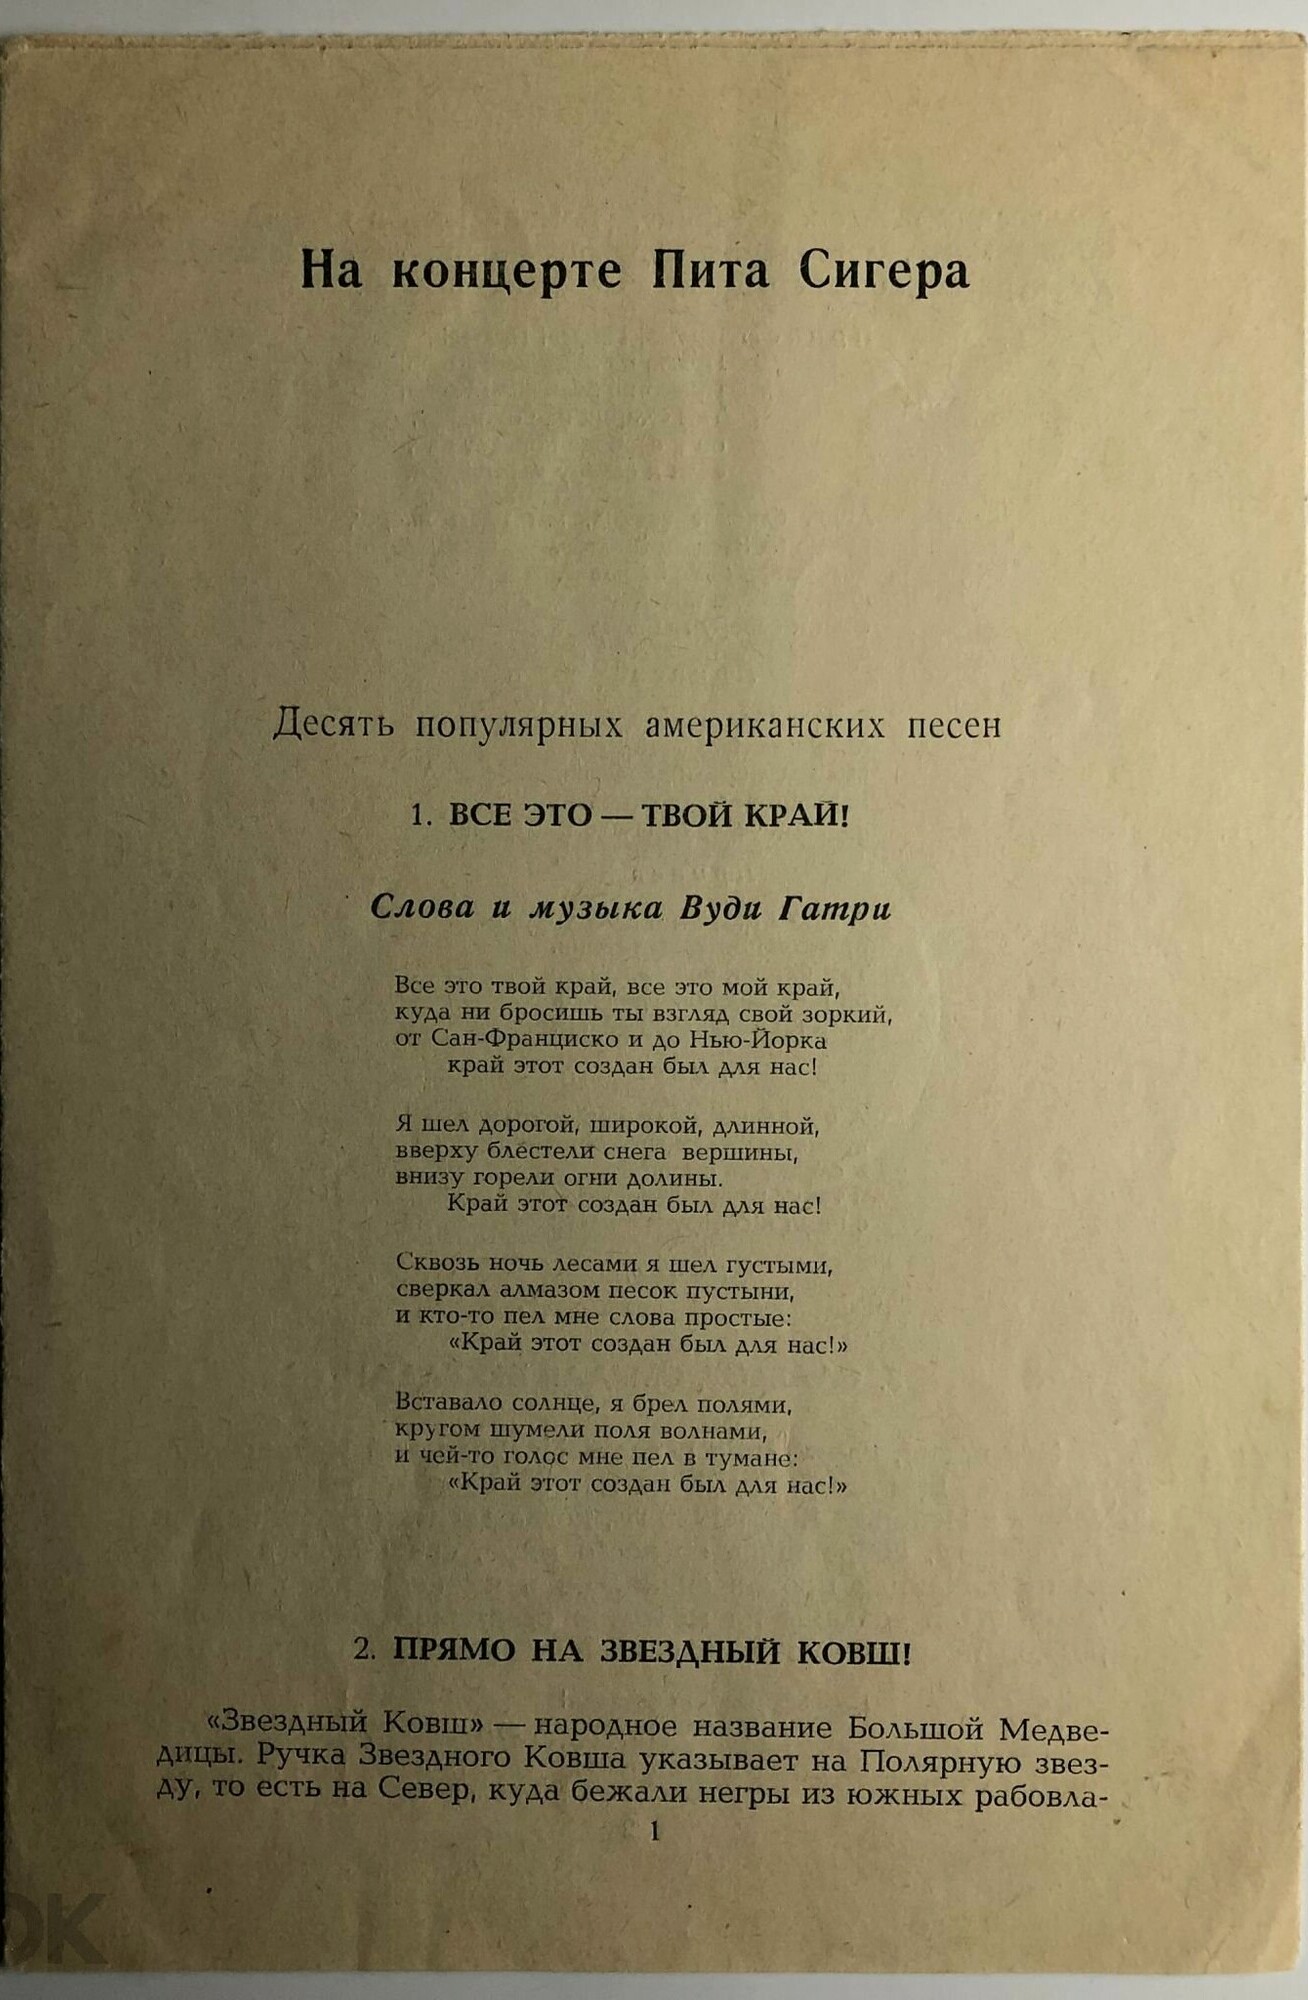 На концерте Пита Сигера
Десять популярных американских песен
1. ВСЕ ЭТО — ТВОЙ КРАЙ!
Слова и музыка Вуди Гатри
Все это твой край, все это мой край,
куда ни бросишь ты взгляд свой зоркий,
от Сан-Франциско и до Нью-Йорка
край этот создан был для нас!
Я шел дорогой, широкой, длинной,
вверху блестели снега вершины,
внизу горели огни долины.
Край этот создан был для нас!
Сквозь ночь лесами я шел густыми,
сверкал алмазом песок пустыни,
и кто-то пел мне слова простые:
«Край этот создан был для нас!»
Вставало солнце, я брел полями,
кругом шумели поля волнами,
и чей-то голос мне пел в тумане:
«Край этот создан был для нас!»
2. ПРЯМО НА ЗВЕЗДНЫЙ КОВШ!
«Звездный Ковш» — народное название Большой Медве-
дицы. Ручка Звездного Ковша указывает на Полярную звез-
ду, то есть на Север, куда бежали негры из южных рабовла-
1
ОК